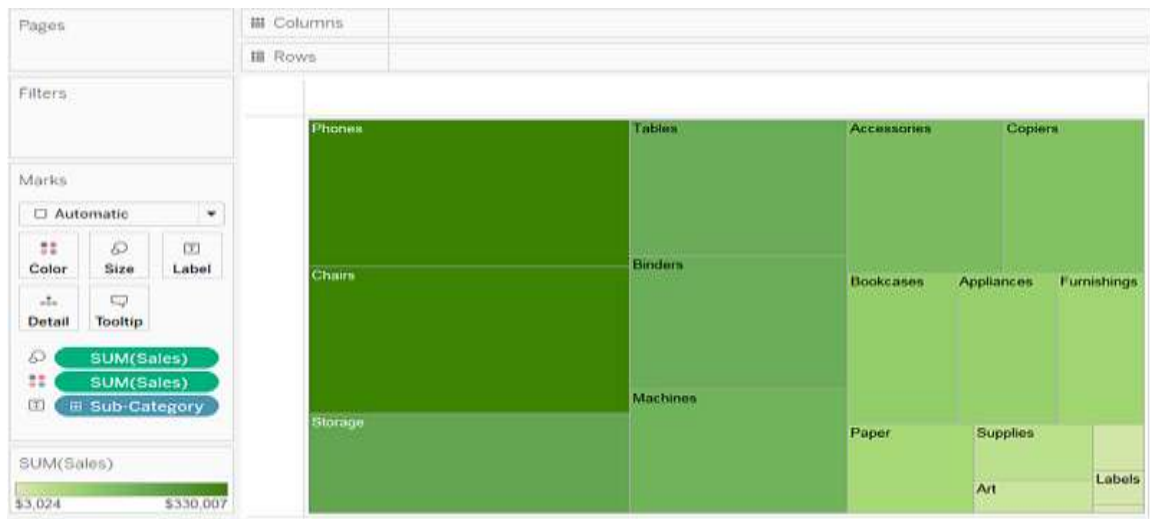 Pages
Columns
Rows
Filters
Marks
Automatic
Color Size Label
Detail Tooltip
SUM(Sales)
SUM(Sales)
Sub-Category
SUM(Sales)
$3,024 $330,007
Phones
Chairs
Storage
Tables
Binders
Machines
Accessories
Copiers
Bookcases
Appliances
Furnishings
Paper
Supplies
Art
Labels